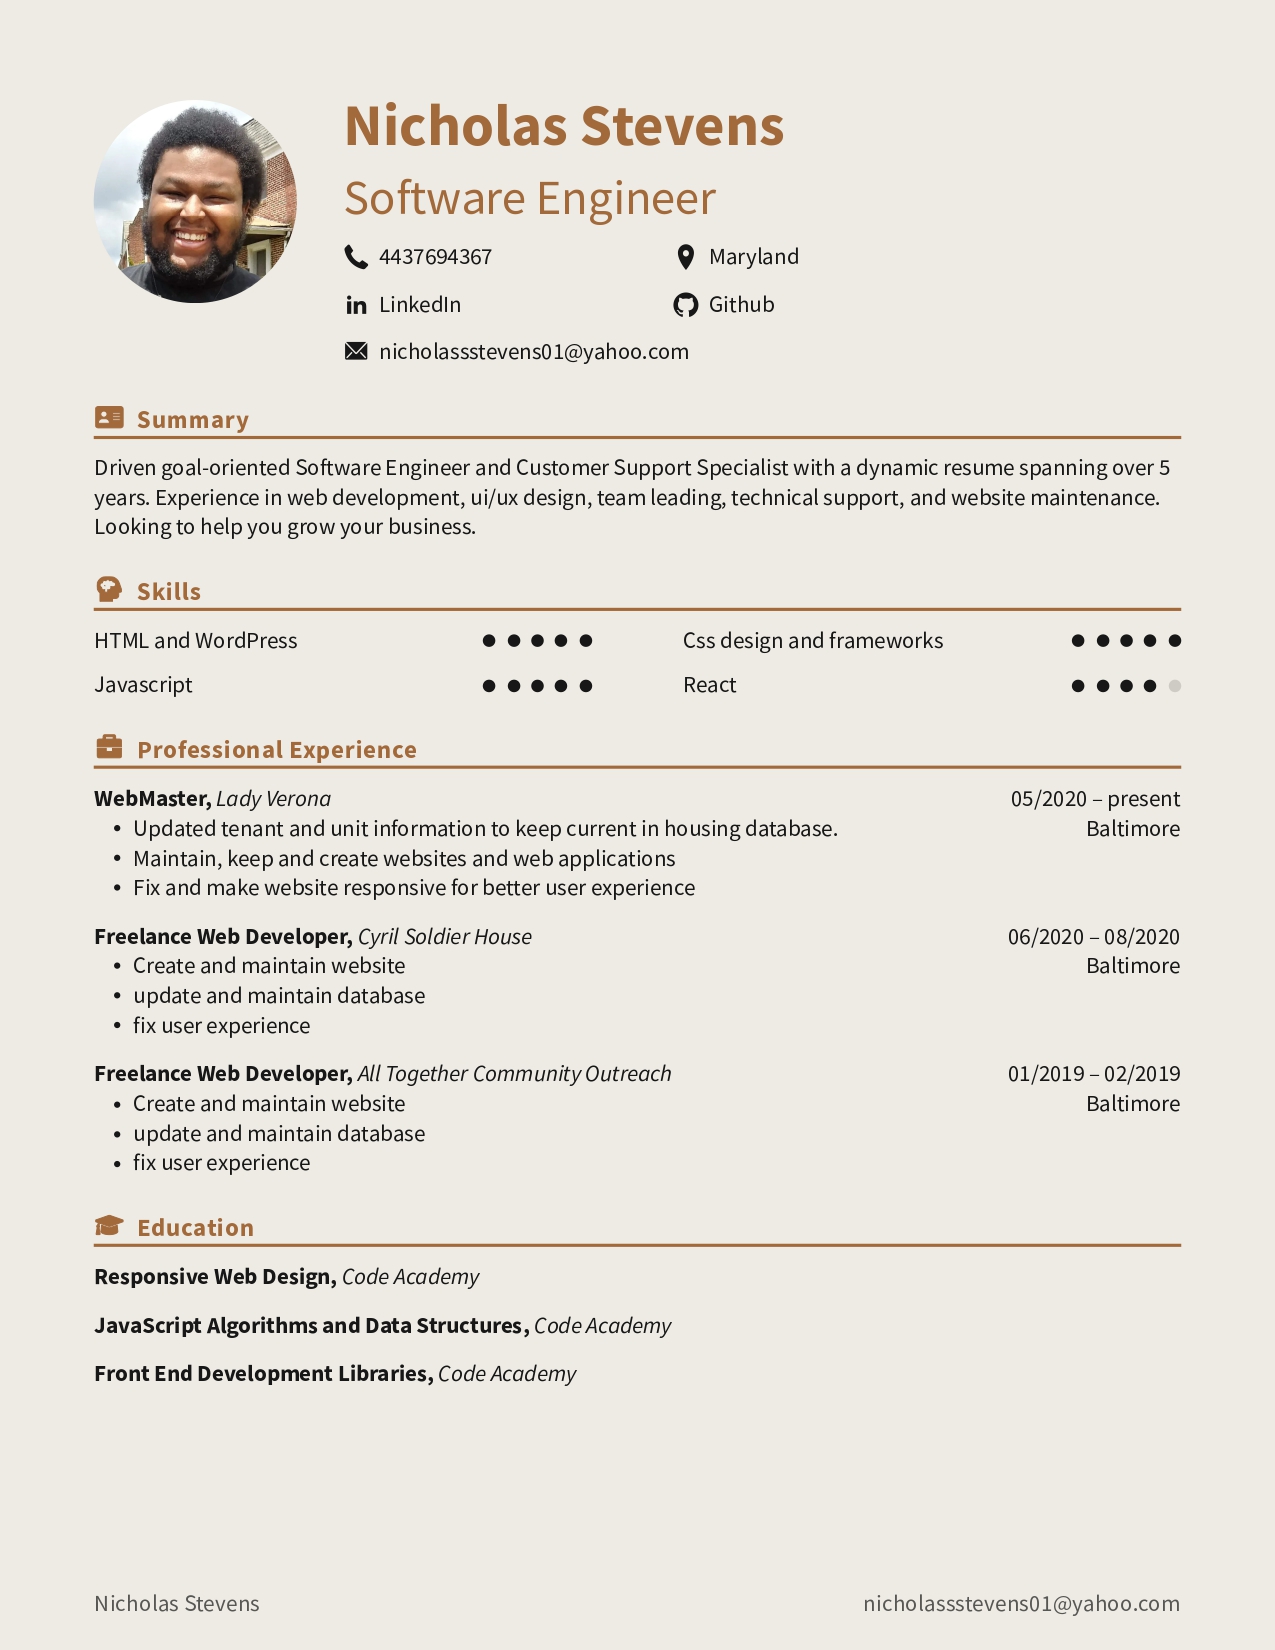 Nicholas Stevens
Software Engineer
4437694367 Maryland
LinkedIn Github
nicholassstevens01@yahoo.com
Summary
Driven goal-oriented Software Engineer and Customer Support Specialist with a dynamic resume spanning over 5
years. Experience in web development, ui/ux design, team leading, technical support, and website maintenance.
Looking to help you grow your business.
Skills
HTML and WordPress Css design and frameworks
Javascript React
Professional Experience
WebMaster, Lady Verona 05/2020 – present
• Updated tenant and unit information to keep current in housing database. Baltimore
• Maintain, keep and create websites and web applications
• Fix and make website responsive for better user experience
Freelance Web Developer, Cyril Soldier House 06/2020 – 08/2020
• Create and maintain website Baltimore
• update and maintain database
• fix user experience
Freelance Web Developer, All Together Community Outreach 01/2019 – 02/2019
• Create and maintain website Baltimore
• update and maintain database
• fix user experience
Education
Responsive Web Design, Code Academy
JavaScript Algorithms and Data Structures, Code Academy
Front End Development Libraries, Code Academy
Nicholas Stevens nicholassstevens01@yahoo.com